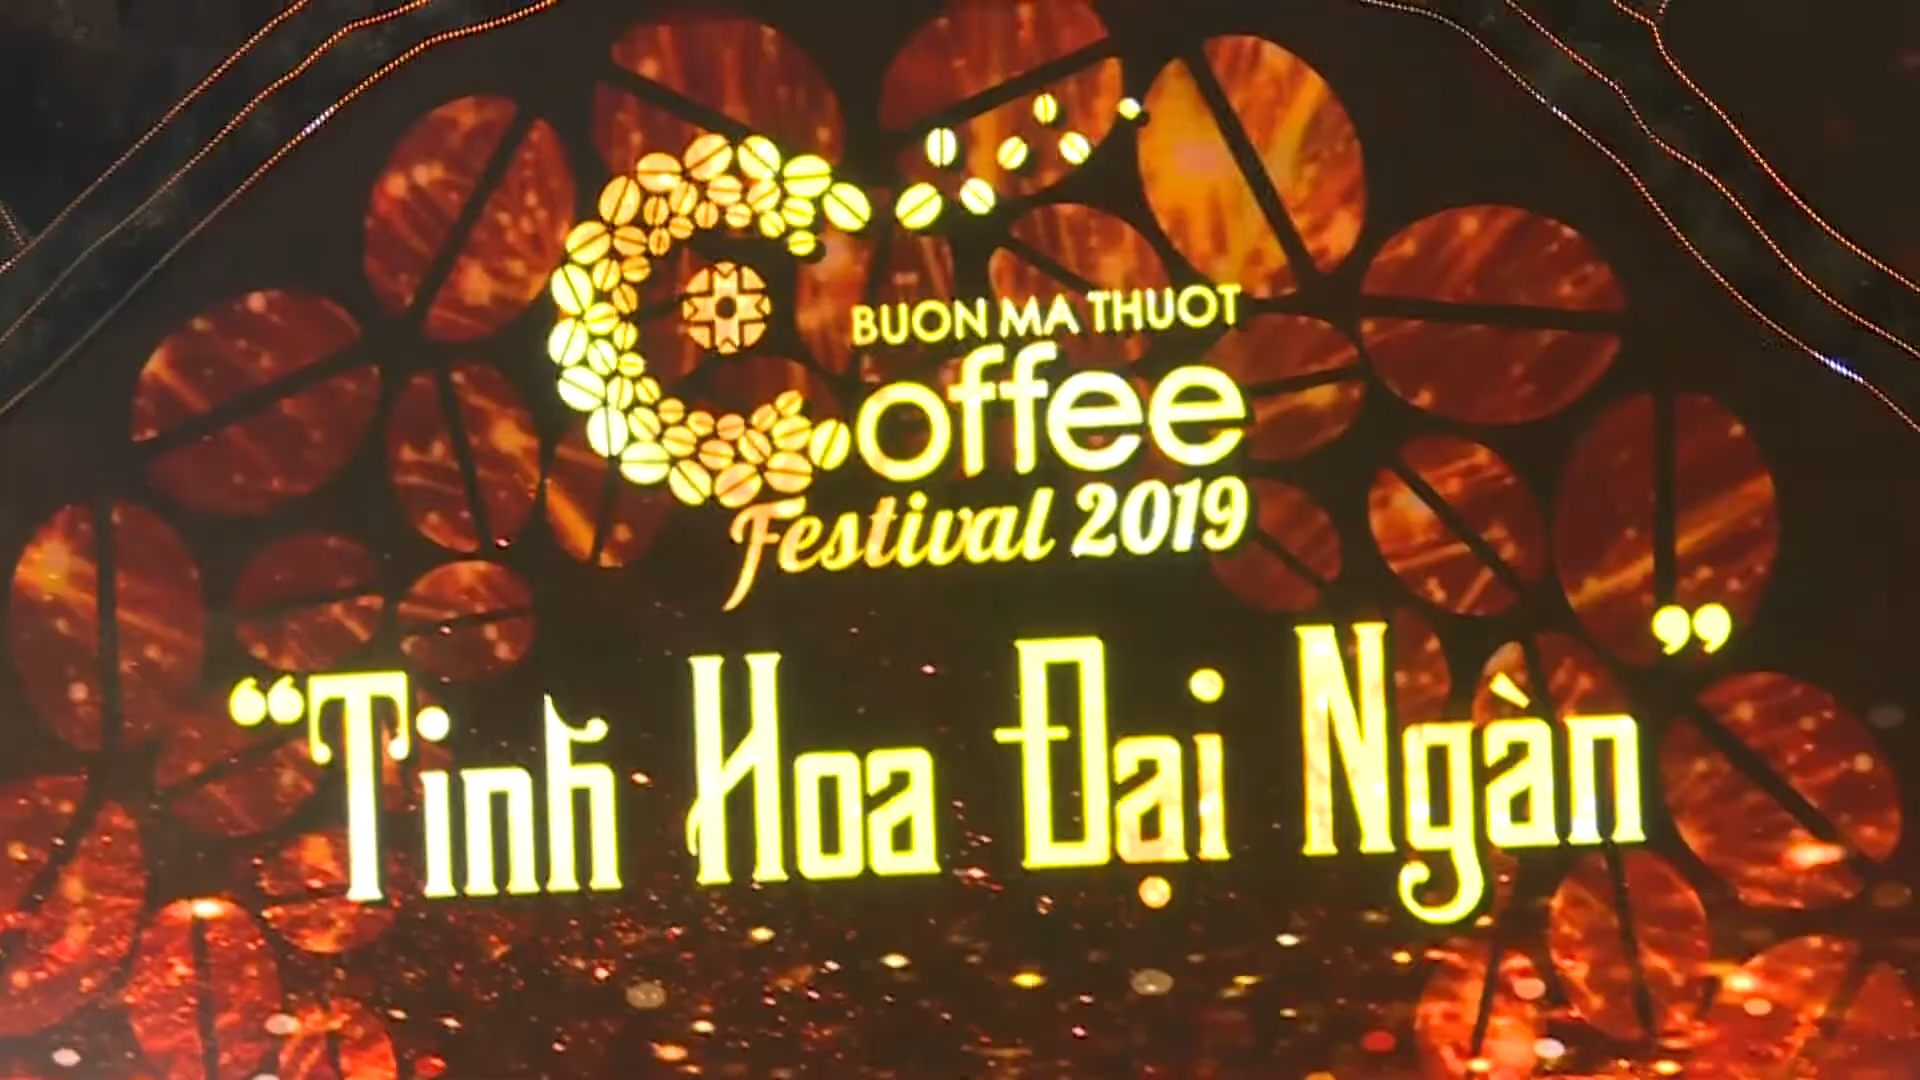 BUON MA THUOT
Coffee
Festival 2019
“Tinh Hoa Đại Ngàn”